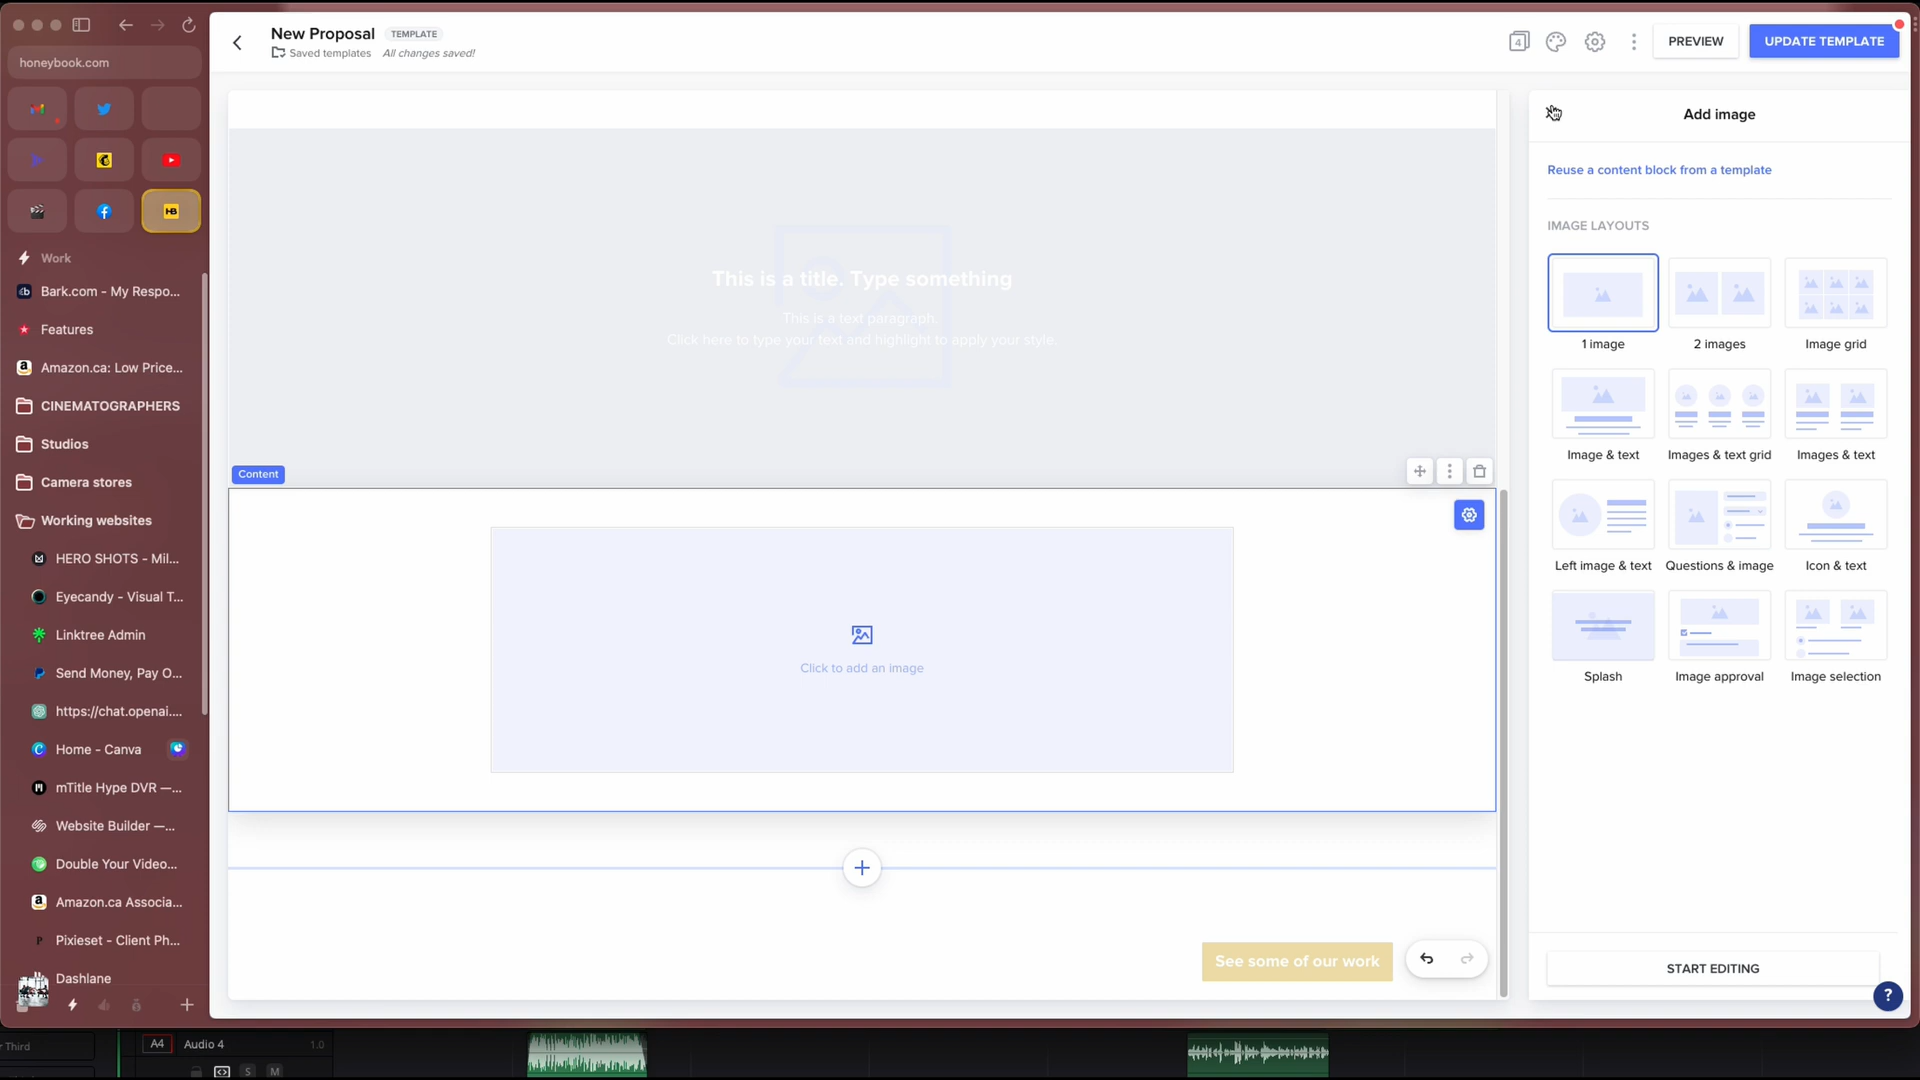 New Proposal
TEMPLATE
Saved templates
All changes saved!
4
PREVIEW
UPDATE TEMPLATE
honeybook.com
HB
Work
Bark.com - My Respo...
Features
Amazon.ca: Low Price...
CINEMATOGRAPHERS
Studios
Camera stores
Working websites
HERO SHOTS - Mil...
Eyecandy - Visual T...
Linktree Admin
Send Money, Pay O...
https://chat.openai....
Home - Canva
mTitle Hype DVR —...
Website Builder —...
Double Your Video...
Amazon.ca Associa...
Pixieset - Client Ph...
Dashlane
This is a title. Type something
This is a text paragraph.
Click here to type your text and highlight to apply your style.
Content
Click to add an image
See some of our work
Add image
Reuse a content block from a template
IMAGE LAYOUTS
1 image
2 images
Image grid
Image & text
Images & text grid
Images & text
Left image & text
Questions & image
Icon & text
Splash
Image approval
Image selection
START EDITING
?
r Third
A4
Audio 4
1.0
S
M